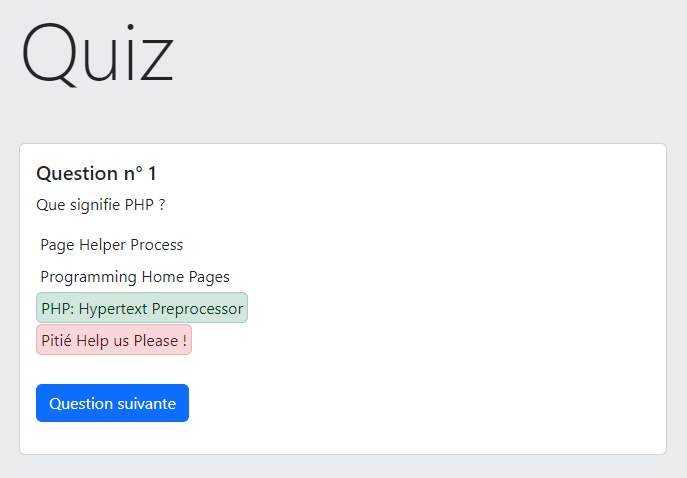 Quiz
Question n° 1
Que signifie PHP ?
Page Helper Process
Programming Home Pages
PHP: Hypertext Preprocessor
Pitié Help us Please !
Question suivante